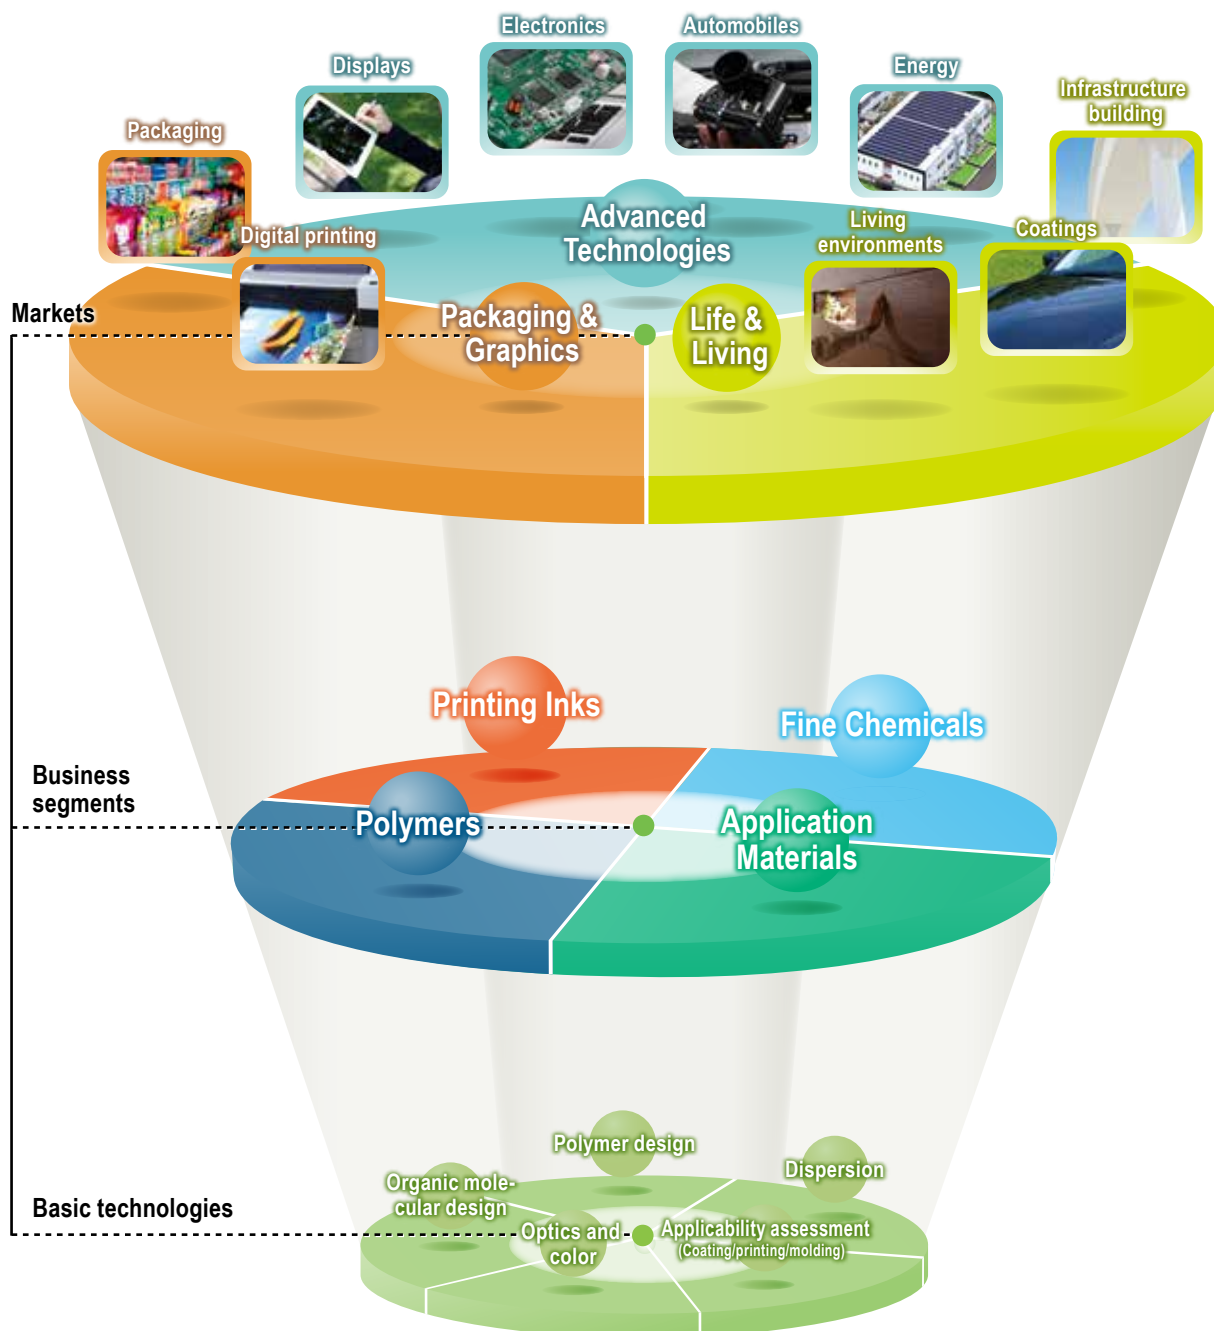 Electronics
Automobiles
Displays
Energy
Infrastructure
building
Packaging
Digital printing
Advanced
Technologies
Living
environments
Coatings
Markets
Packaging &
Graphics
Life &
Living
Printing Inks
Fine Chemicals
Business
segments
Polymers
Application
Materials
Polymer design
Dispersion
Organic mole-
cular design
Basic technologies
Optics and
color
Applicability assessment
(Coating/printing/molding)